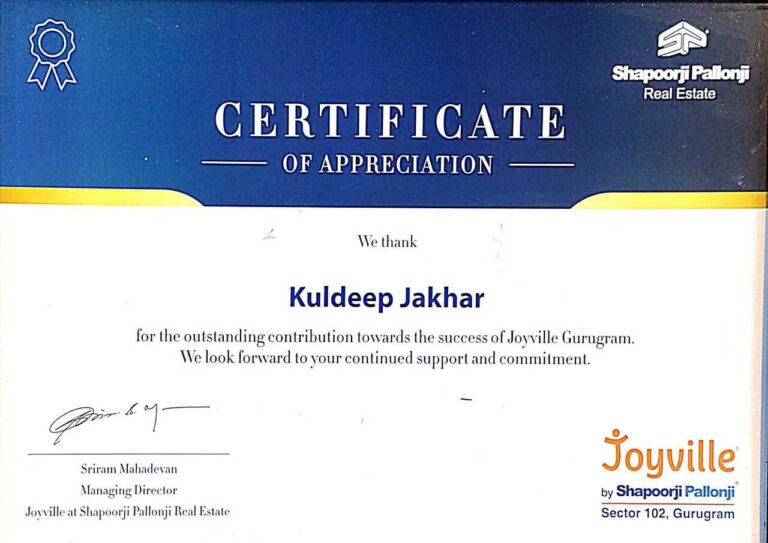 Shapoorji Pallonji
Real Estate
CERTIFICATE
OF APPRECIATION
We thank
Kuldeep Jakhar
for the outstanding contribution towards the success of Joyville Gurugram.
We look forward to your continued support and commitment.
Sriram Mahadevan
Managing Director
Joyville at Shapoorji Pallonji Real Estate
Joyville
by Shapoorji Pallonji
Sector 102, Gurugram